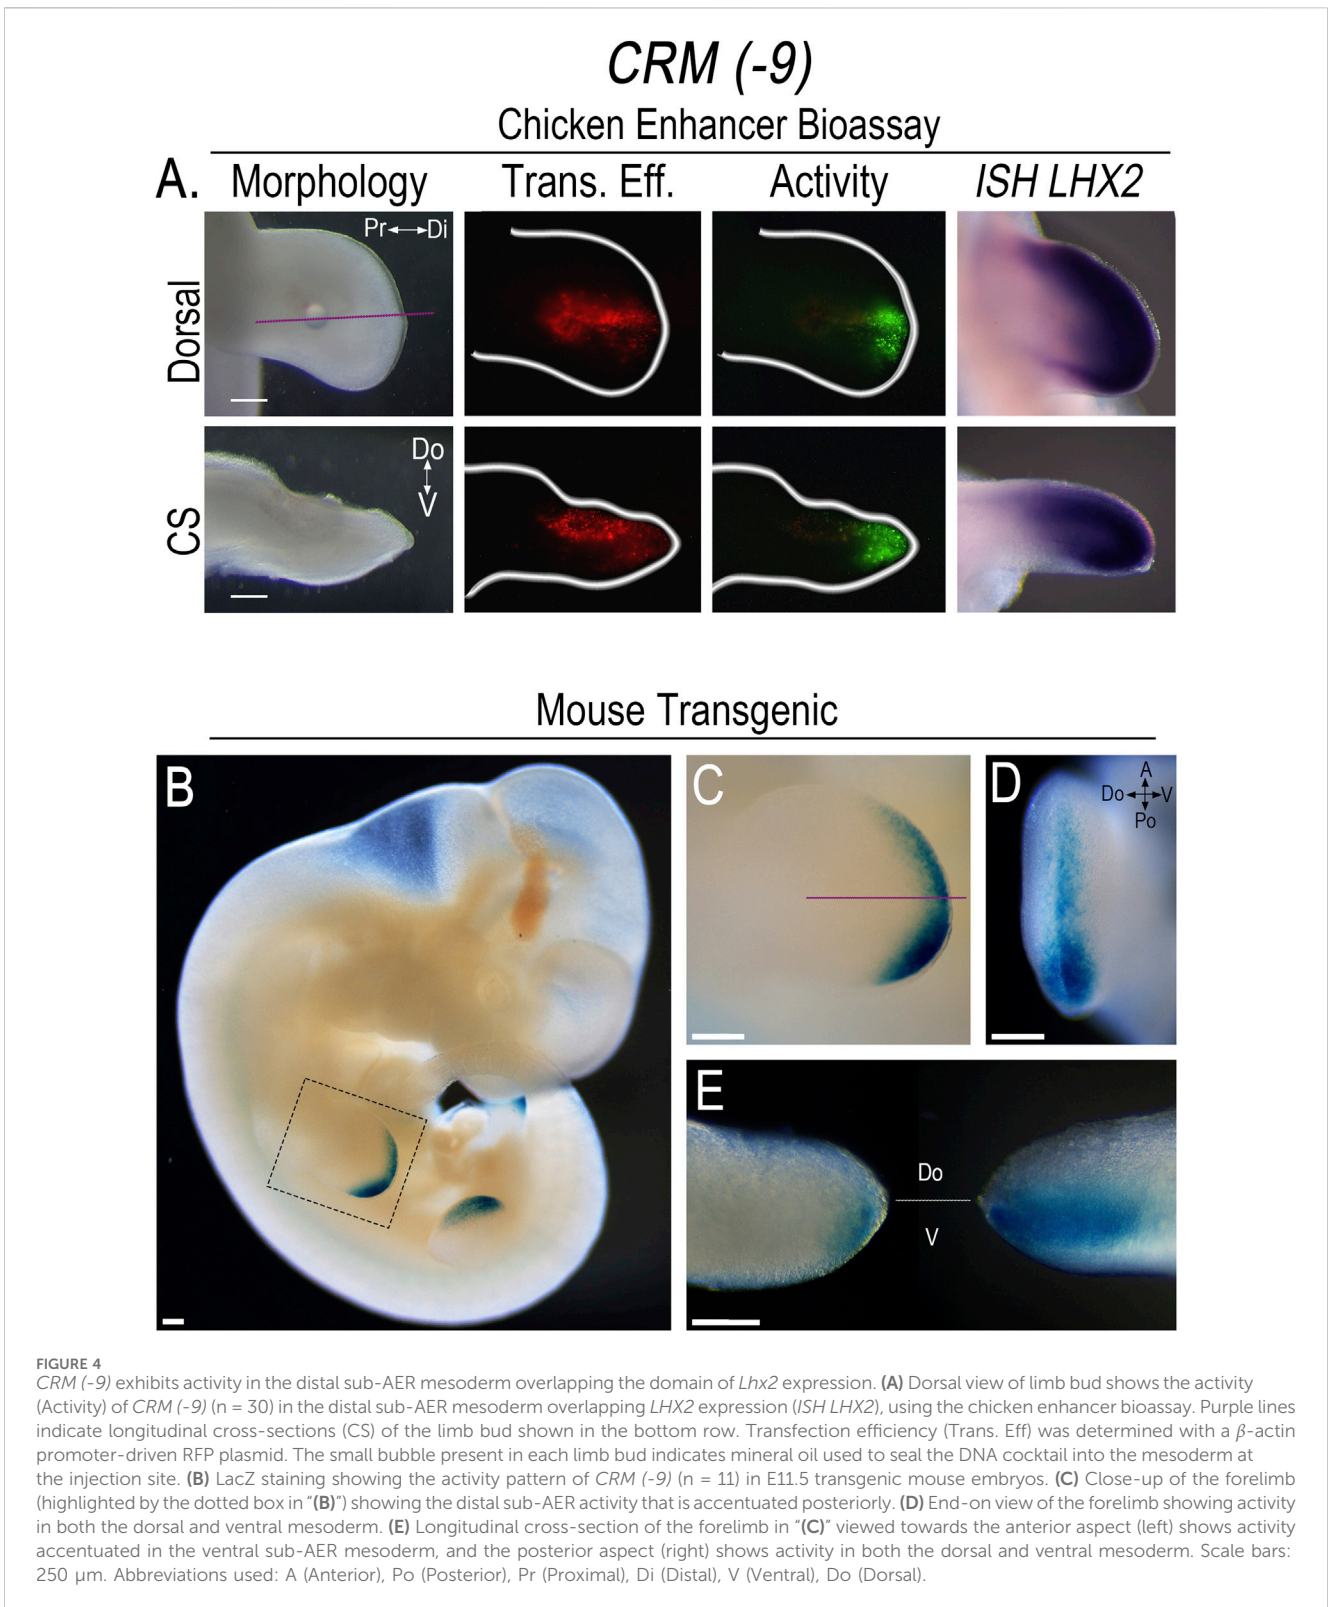 CRM (-9)
Chicken Enhancer Bioassay
A. Morphology Trans. Eff. Activity ISH LHX2
Pr Di
Dorsal
Do
V
CS
Mouse Transgenic
B
C
D
A
Do V
Po
E
Do
V
FIGURE 4
CRM (-9) exhibits activity in the distal sub-AER mesoderm overlapping the domain of Lhx2 expression. (A) Dorsal view of limb bud shows the activity
(Activity) of CRM (-9) (n = 30) in the distal sub-AER mesoderm overlapping LHX2 expression (ISH LHX2), using the chicken enhancer bioassay. Purple lines
indicate longitudinal cross-sections (CS) of the limb bud shown in the bottom row. Transfection efficiency (Trans. Eff) was determined with a β-actin
promoter-driven RFP plasmid. The small bubble present in each limb bud indicates mineral oil used to seal the DNA cocktail into the mesoderm at
the injection site. (B) LacZ staining showing the activity pattern of CRM (-9) (n = 11) in E11.5 transgenic mouse embryos. (C) Close-up of the forelimb
(highlighted by the dotted box in "(B)") showing the distal sub-AER activity that is accentuated posteriorly. (D) End-on view of the forelimb showing activity
in both the dorsal and ventral mesoderm. (E) Longitudinal cross-section of the forelimb in "(C)" viewed towards the anterior aspect (left) shows activity
accentuated in the ventral sub-AER mesoderm, and the posterior aspect (right) shows activity in both the dorsal and ventral mesoderm. Scale bars:
250 µm. Abbreviations used: A (Anterior), Po (Posterior), Pr (Proximal), Di (Distal), V (Ventral), Do (Dorsal).